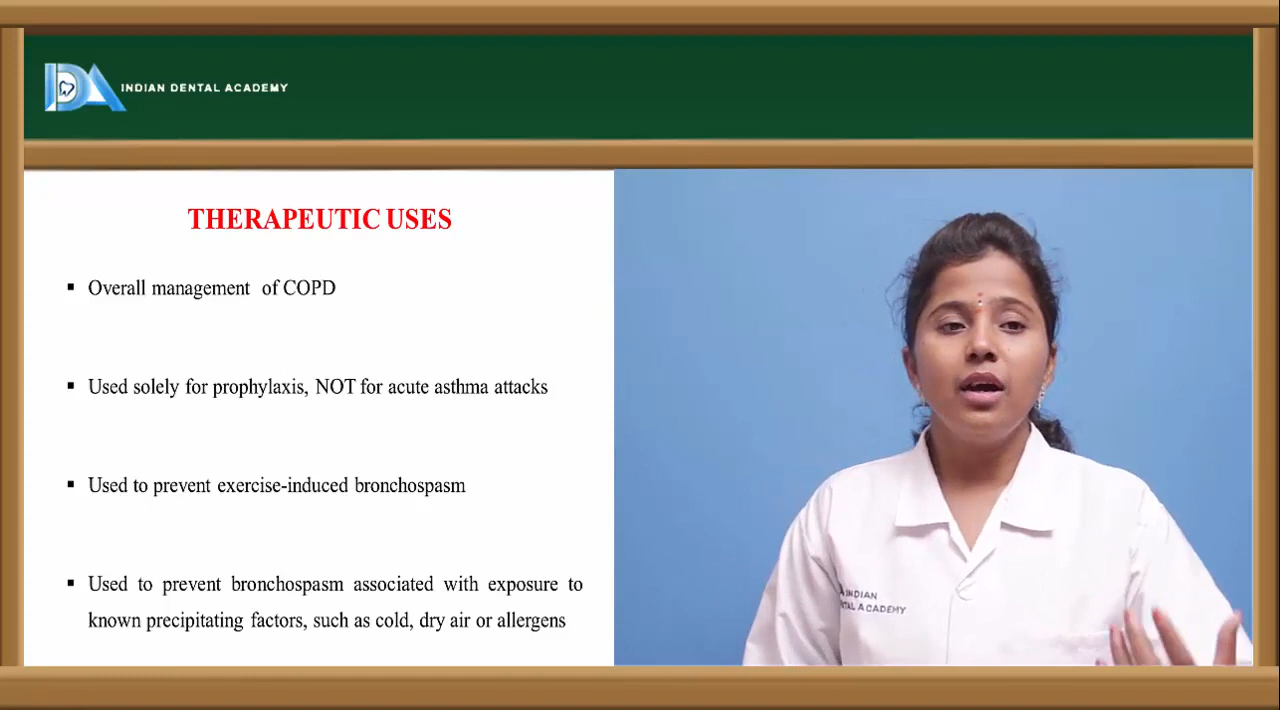 INDIAN DENTAL ACADEMY
THERAPEUTIC USES
▪ Overall management of COPD
▪ Used solely for prophylaxis, NOT for acute asthma attacks
▪ Used to prevent exercise-induced bronchospasm
▪ Used to prevent bronchospasm associated with exposure to
known precipitating factors, such as cold, dry air or allergens
INDIAN
ACADEMY